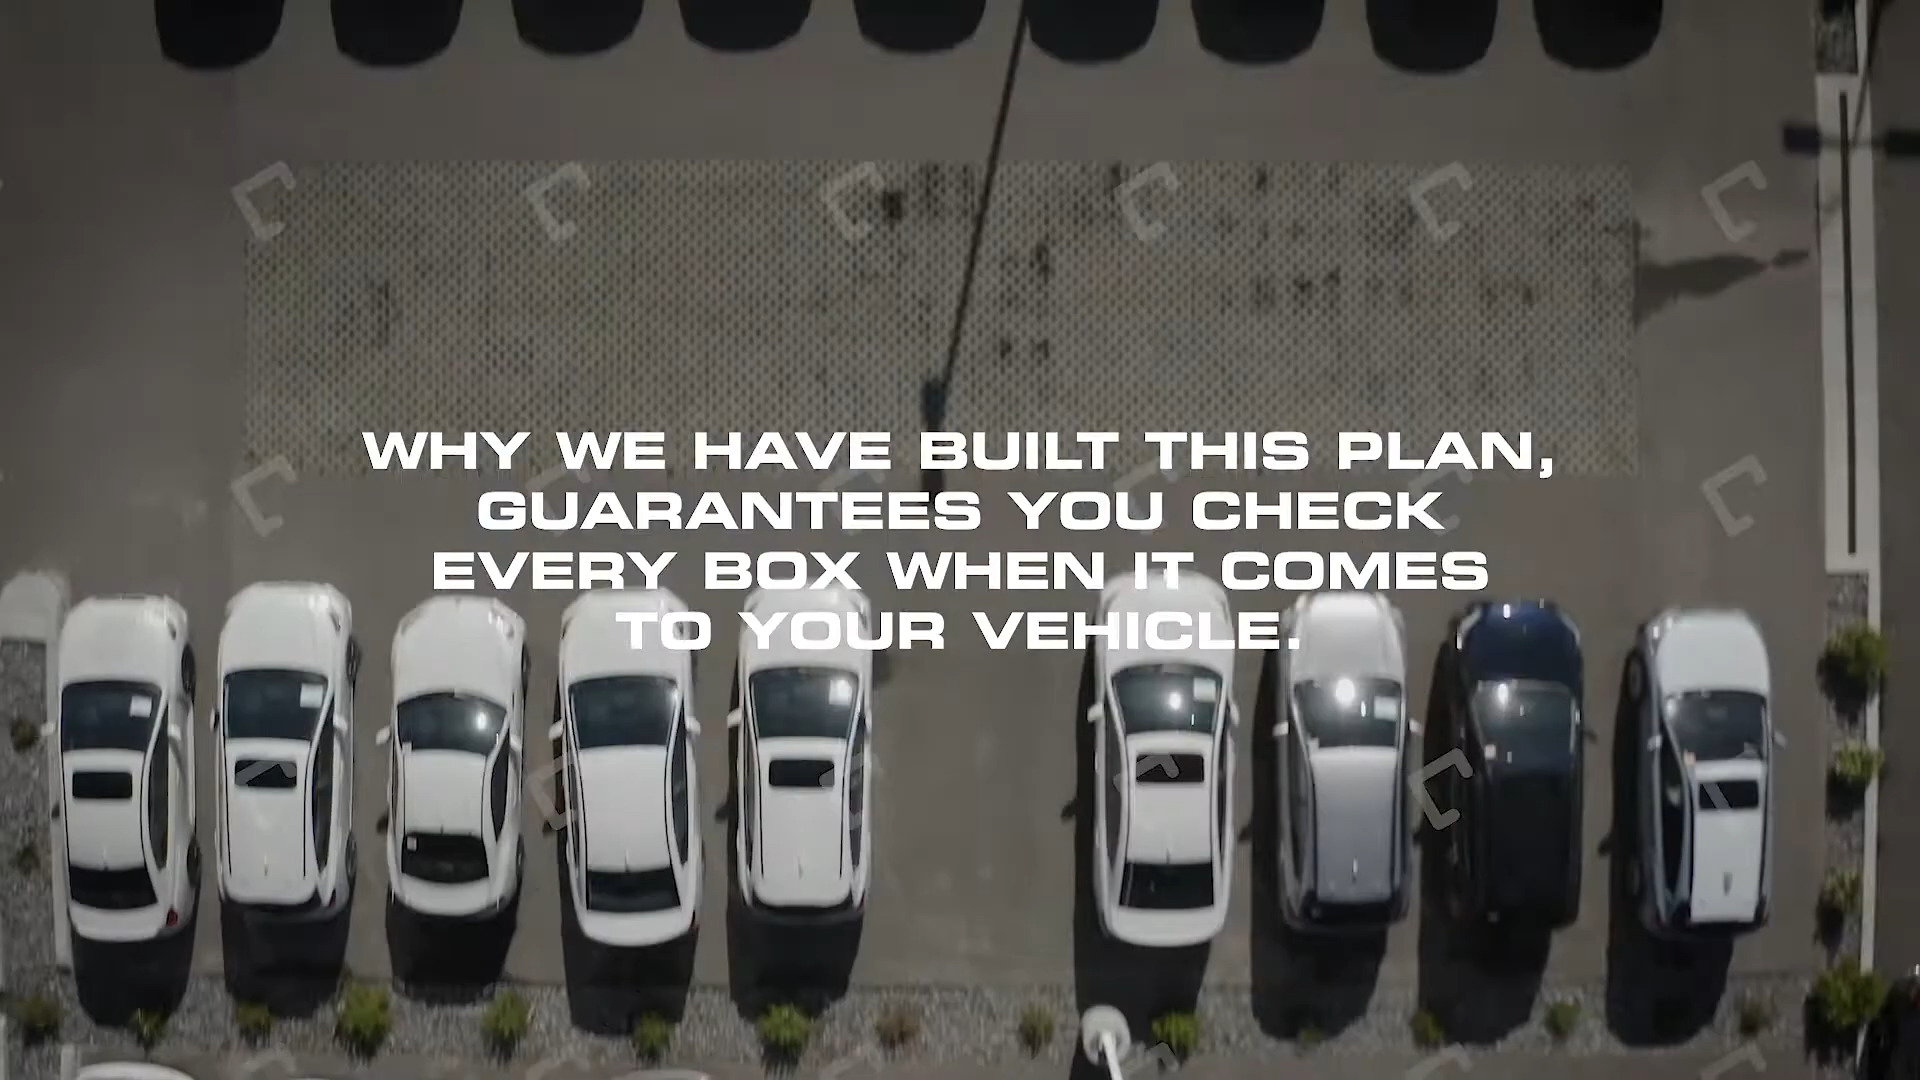 WHY WE HAVE BUILT THIS PLAN,
GUARANTEES YOU CHECK
EVERY BOX WHEN IT COMES
TO YOUR VEHICLE.